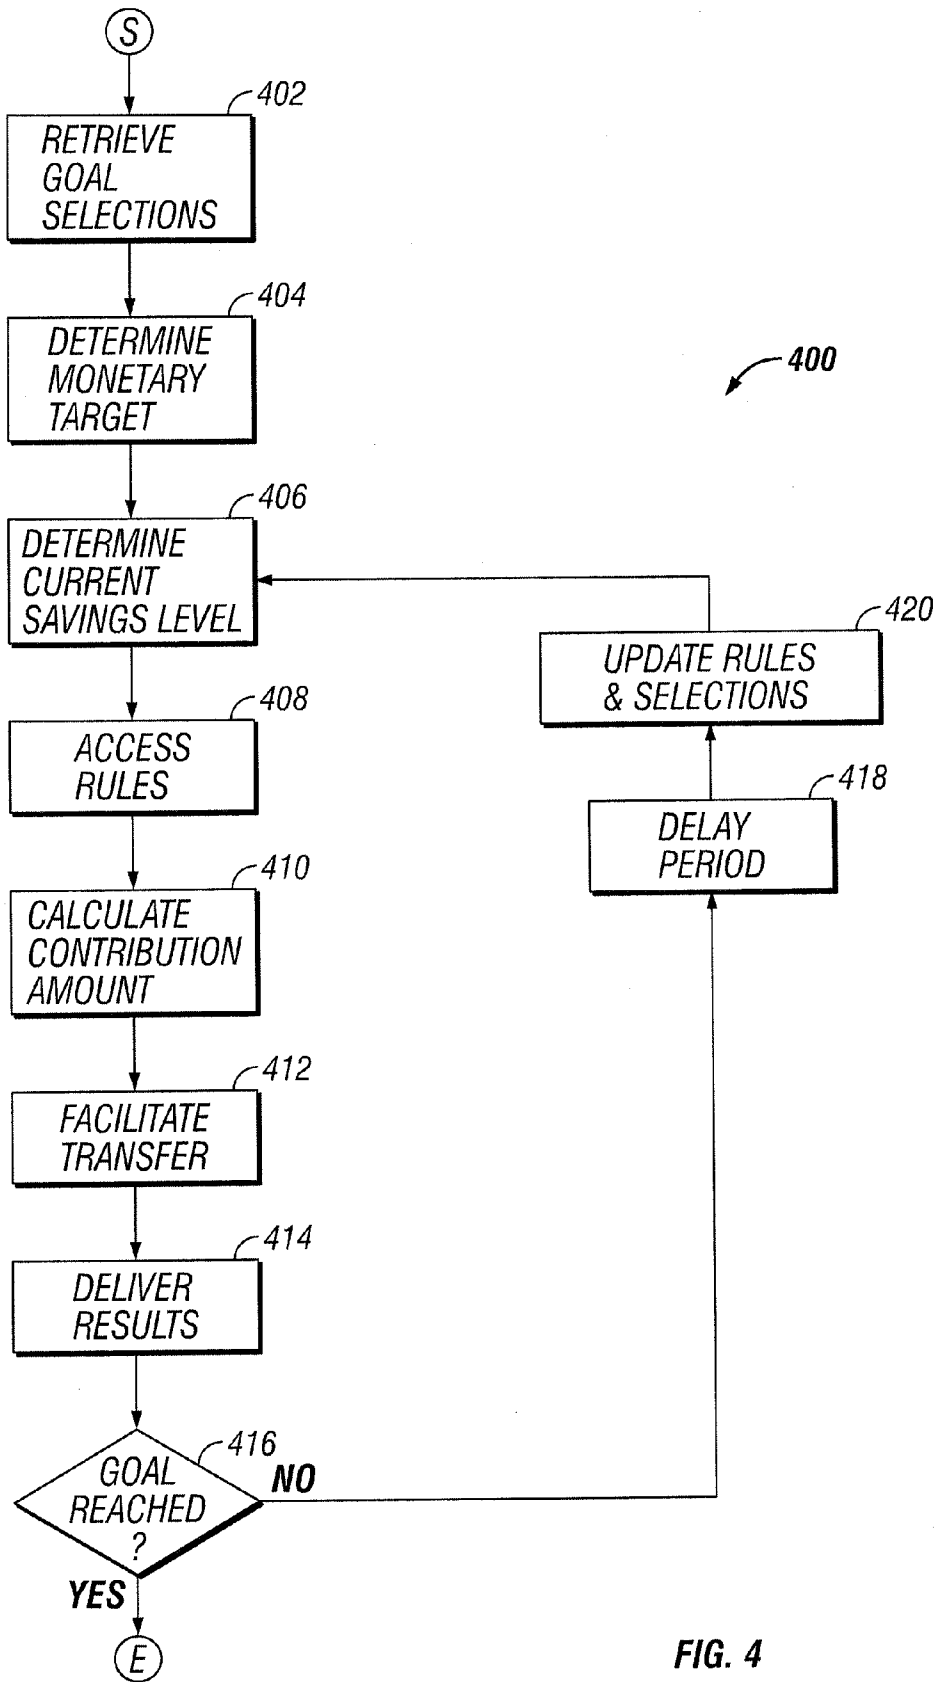 S
402
RETRIEVE
GOAL
SELECTIONS
404
DETERMINE
MONETARY
TARGET
400
406
DETERMINE
CURRENT
SAVINGS LEVEL
420
UPDATE RULES
& SELECTIONS
408
ACCESS
RULES
418
DELAY
PERIOD
410
CALCULATE
CONTRIBUTION
AMOUNT
412
FACILITATE
TRANSFER
414
DELIVER
RESULTS
416
GOAL
REACHED
?
NO
YES
E
FIG. 4